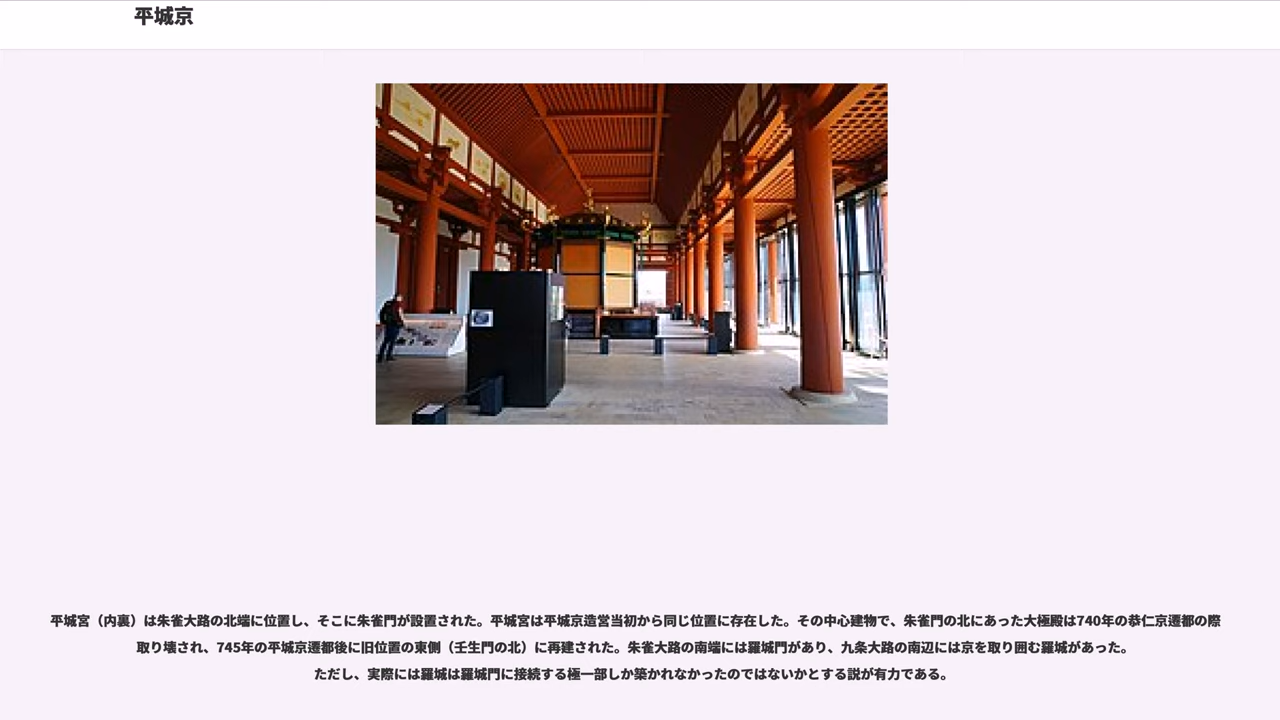 平城京
平城宮（内裏）は朱雀大路の北端に位置し、そこに朱雀門が設置された。平城宮は平城京造営当初から同じ位置に存在した。その中心建物で、朱雀門の北にあった大極殿は740年の恭仁京遷都の際
取り壊され、745年の平城京遷都後に旧位置の東側（壬生門の北）に再建された。朱雀大路の南端には羅城門があり、九条大路の南辺には京を取り囲む羅城があった。
ただし、実際には羅城は羅城門に接続する極一部しか築かれなかったのではないかとする説が有力である。